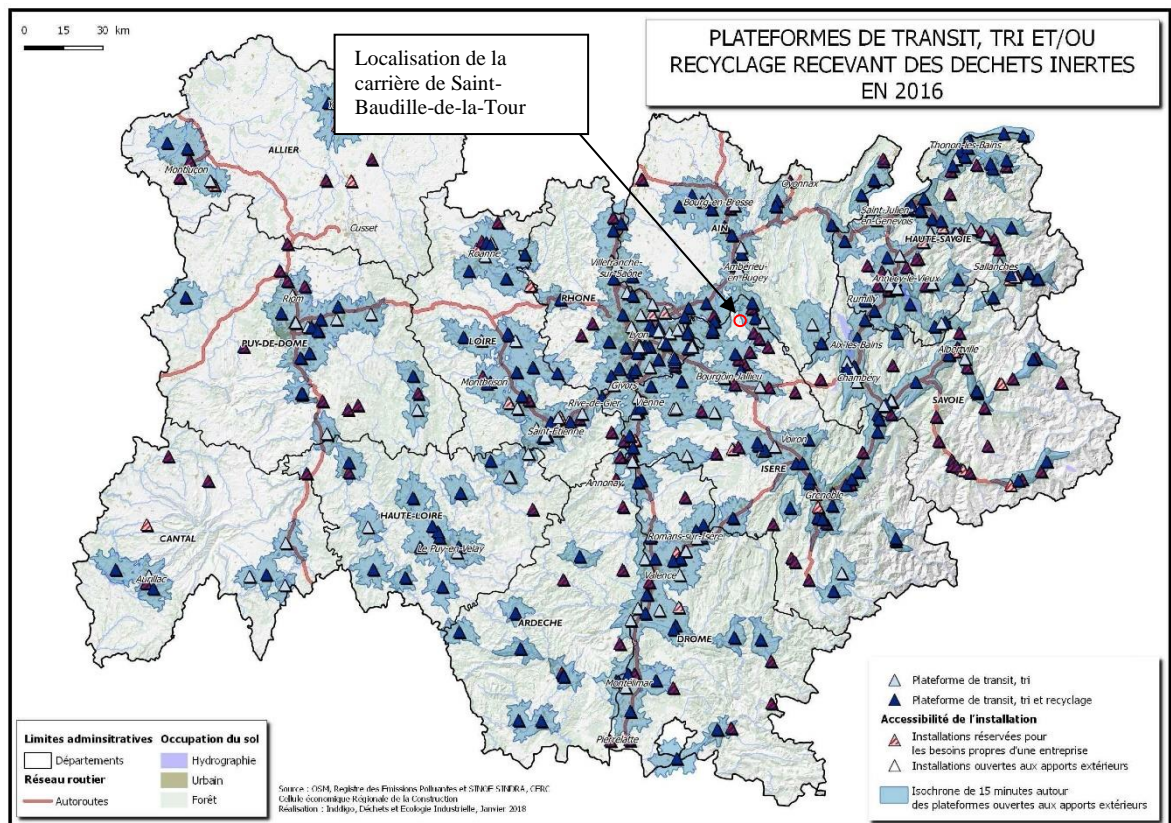 0 15 30 km
Localisation de la
carrière de Saint-
Baudille-de-la-Tour
PLATEFORMES DE TRANSIT, TRI ET/OU
RECYCLAGE RECEVANT DES DECHETS INERTES
EN 2016
ALLIER
Montluçon
Cusset
Thonon-les-Bains
Oyonnax
Bourg-en-Bresse
AIN
Saint-Julien
en-Genevois
HAUTE-SAVOIE
Roanne
Villefranche-
sur-Saône
Ambérieu-
en-Bugey
Annecy-le-Vieux
Sallanches
Riom
RHONE
Rumilly
PUY-DE-DOME
LOIRE
Lyon
Aix-les-Bains
Albertville
Montbrison
Givors
Bourgoin-Jallieu
Chambéry
SAVOIE
Rive-de-Gier
Vienne
Saint-Etienne
Voiron
ISERE
Annonay
Grenoble
HAUTE-LOIRE
CANTAL
Le Puy-en-Velay
Romans-sur-Isère
Aurillac
Valence
ARDECHE
DROME
Montélimar
Pierrelatte
Limites adminsitratives
Départements
Réseau routier
Autoroutes
Occupation du sol
Hydrographie
Urbain
Forêt
Source : OSM, Registre des Emissions Polluantes et SINOE SINDRA, CERC
Cellule économique Régionale de la Construction
Réalisation : Inddigo, Déchets et Ecologie Industrielle, Janvier 2018
Plateforme de transit, tri
Plateforme de transit, tri et recyclage
Accessibilité de l'installation
Installations réservées pour
les besoins propres d'une entreprise
Installations ouvertes aux apports extérieurs
Isochrone de 15 minutes autour
des plateformes ouvertes aux apports extérieurs